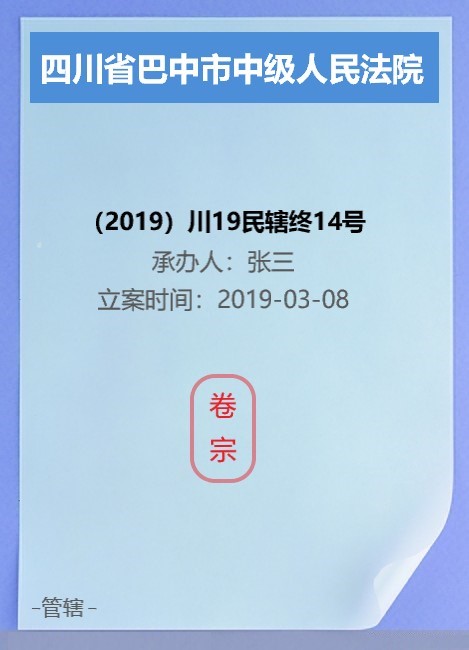 四川省巴中市中级人民法院
（2019）川19民辖终14号
承办人：张三
立案时间：2019-03-08
卷
宗
-管辖-